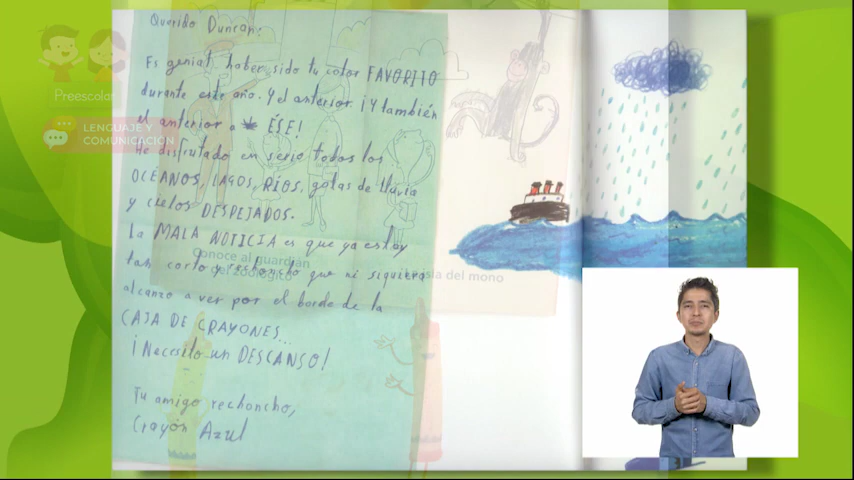 Querido Duncan:
Es genial haber sido tu color FAVORITO
durante este año. Y el anterior. ¡Y también
el anterior a ÉSE!
He disfrutado en serio todos los
OCÉANOS, LAGOS, RÍOS, gotas de lluvia
y cielos DESPEJADOS.
La MALA NOTICIA es que ya estoy
tan corto y rechoncho que ni siquiera
alcanzo a ver por el borde de la
CAJA DE CRAYONES...
¡Necesito un DESCANSO!
Tu amigo rechoncho,
Crayón Azul
Preescolar
LENGUAJE Y
COMUNICACIÓN
Conoce al guardián
del zoológico
sia del mono